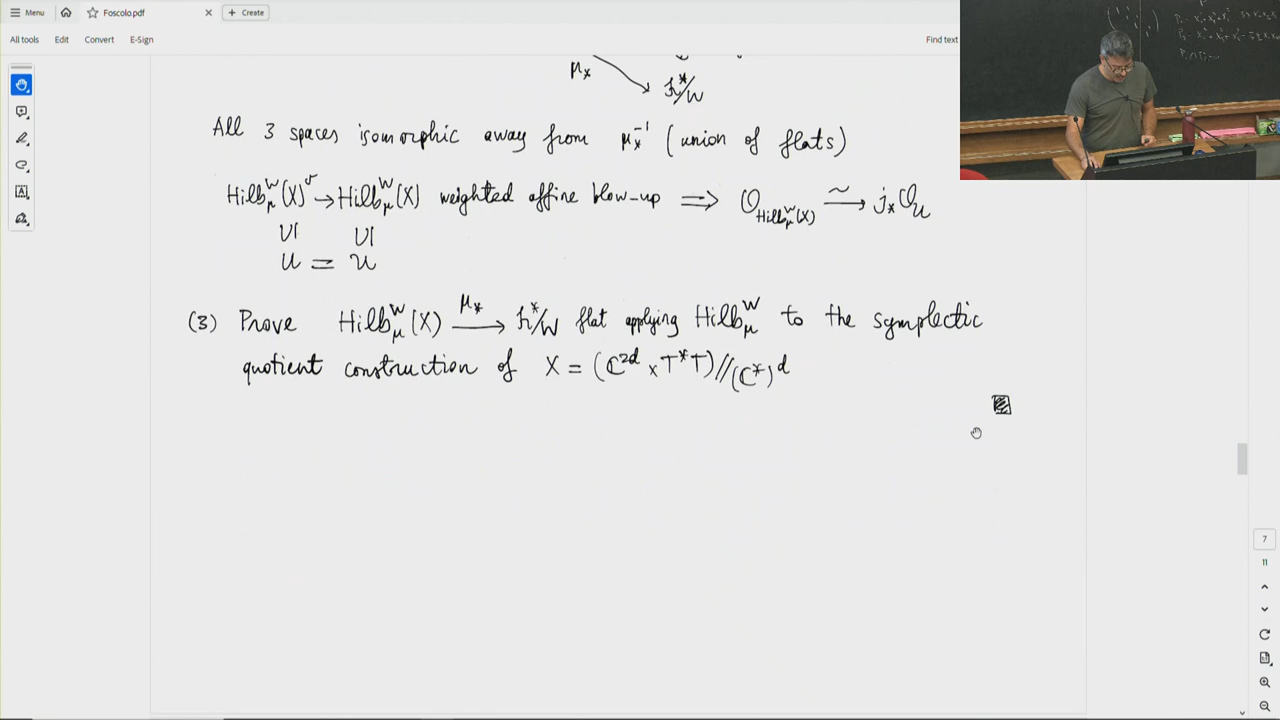 Menu Foscolo.pdf × + Create
All tools Edit Convert E-Sign Find text
μ_x
ħ*/W
All 3 spaces isomorphic away from μ_x^{-1} (union of flats)
Hilb_μ^W(X)^σ → Hilb_μ^W(X) weighted affine blow-up ⟹ O_{Hilb_μ^W(X)} ⥲ j_* O_U
U = U
(3) Prove Hilb_μ^W(X) →^{μ_*} ħ*/W flat applying Hilb_μ^W to the symplectic
quotient construction of X = (ℂ^{2d} × T*T)//(ℂ*)^d
7
11